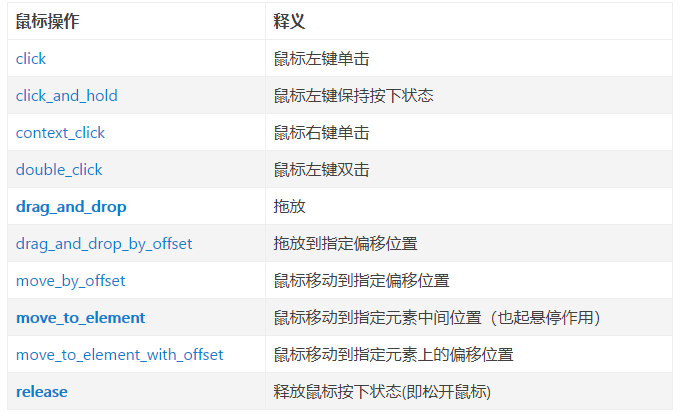 鼠标操作 释义
click 鼠标左键单击
click_and_hold 鼠标左键保持按下状态
context_click 鼠标右键单击
double_click 鼠标左键双击
drag_and_drop 拖放
drag_and_drop_by_offset 拖放到指定偏移位置
move_by_offset 鼠标移动到指定偏移位置
move_to_element 鼠标移动到指定元素中间位置（也起悬停作用）
move_to_element_with_offset 鼠标移动到指定元素上的偏移位置
release 释放鼠标按下状态(即松开鼠标)